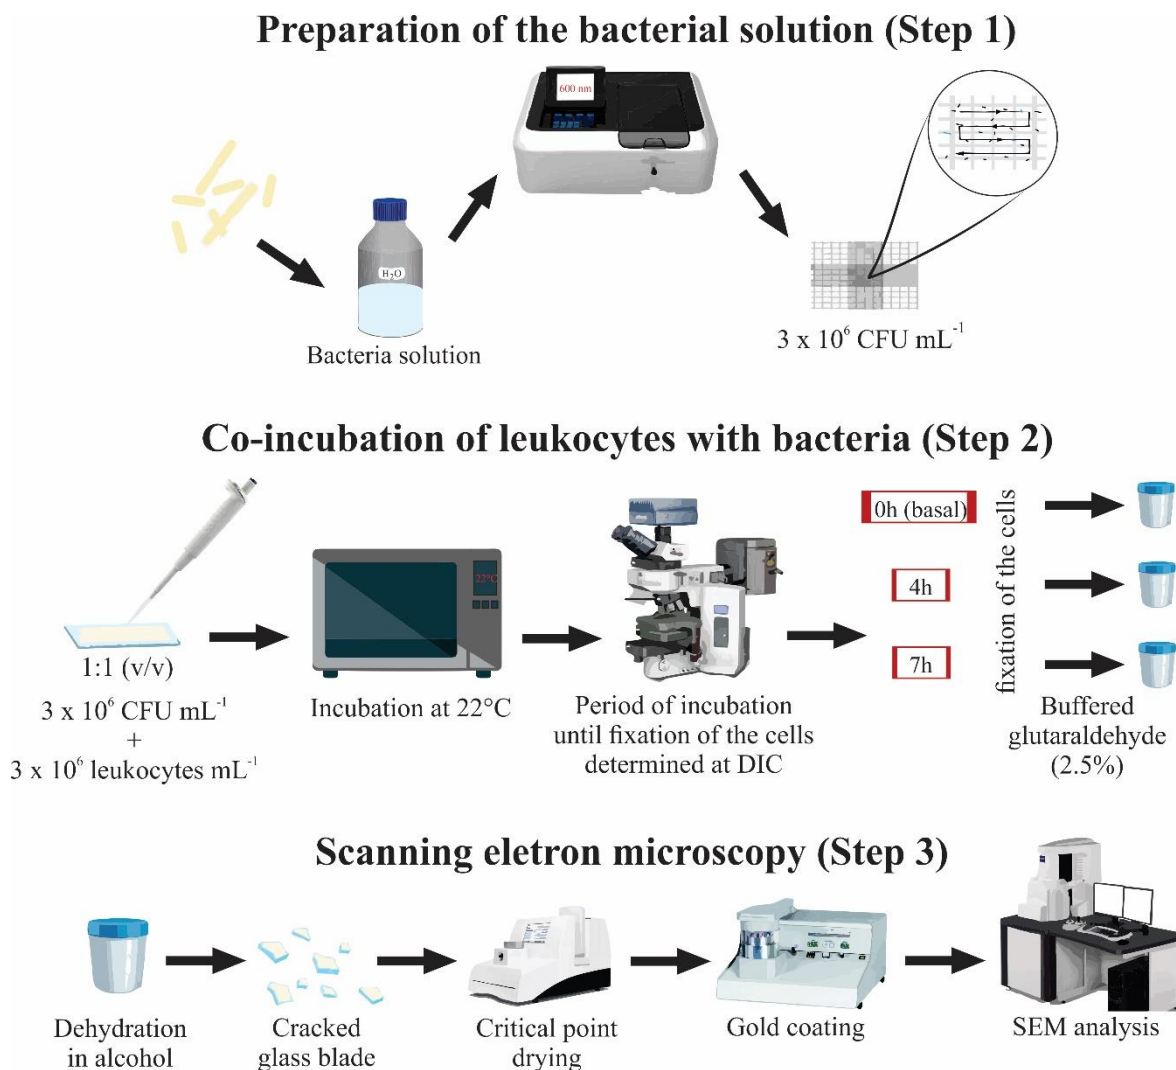 Preparation of the bacterial solution (Step 1)
600 nm
H₂O
Bacteria solution
3 x 10⁶ CFU mL⁻¹
Co-incubation of leukocytes with bacteria (Step 2)
22°C
1:1 (v/v)
3 x 10⁶ CFU mL⁻¹
+
3 x 10⁶ leukocytes mL⁻¹
Incubation at 22°C
Period of incubation
until fixation of the cells
determined at DIC
0h (basal)
4h
7h
fixation of the cells
Buffered
glutaraldehyde
(2.5%)
Scanning eletron microscopy (Step 3)
Dehydration
in alcohol
Cracked
glass blade
Critical point
drying
Gold coating
SEM analysis